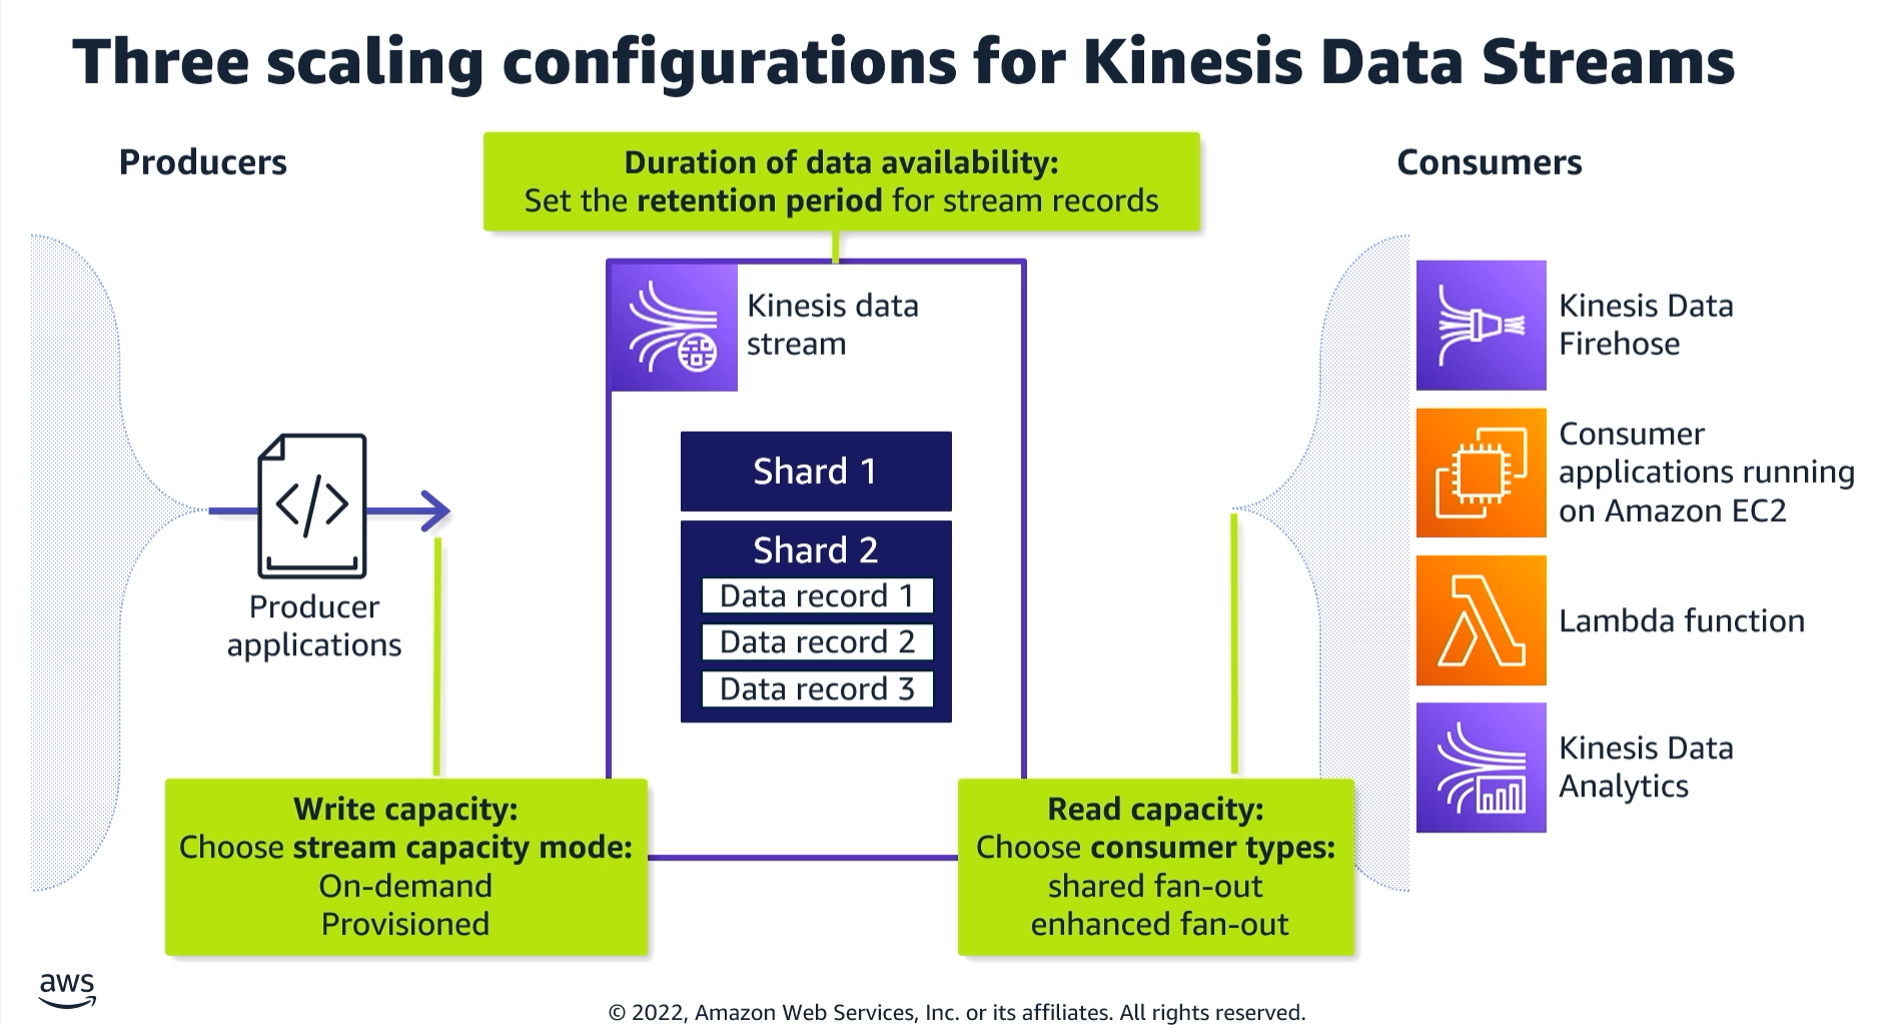 Three scaling configurations for Kinesis Data Streams
Producers
Duration of data availability:
Set the retention period for stream records
Consumers
Kinesis data
stream
Shard 1
Shard 2
Data record 1
Data record 2
Data record 3
</>
Producer
applications
Kinesis Data
Firehose
Consumer
applications running
on Amazon EC2
Lambda function
Kinesis Data
Analytics
Write capacity:
Choose stream capacity mode:
On-demand
Provisioned
Read capacity:
Choose consumer types:
shared fan-out
enhanced fan-out
aws
© 2022, Amazon Web Services, Inc. or its affiliates. All rights reserved.